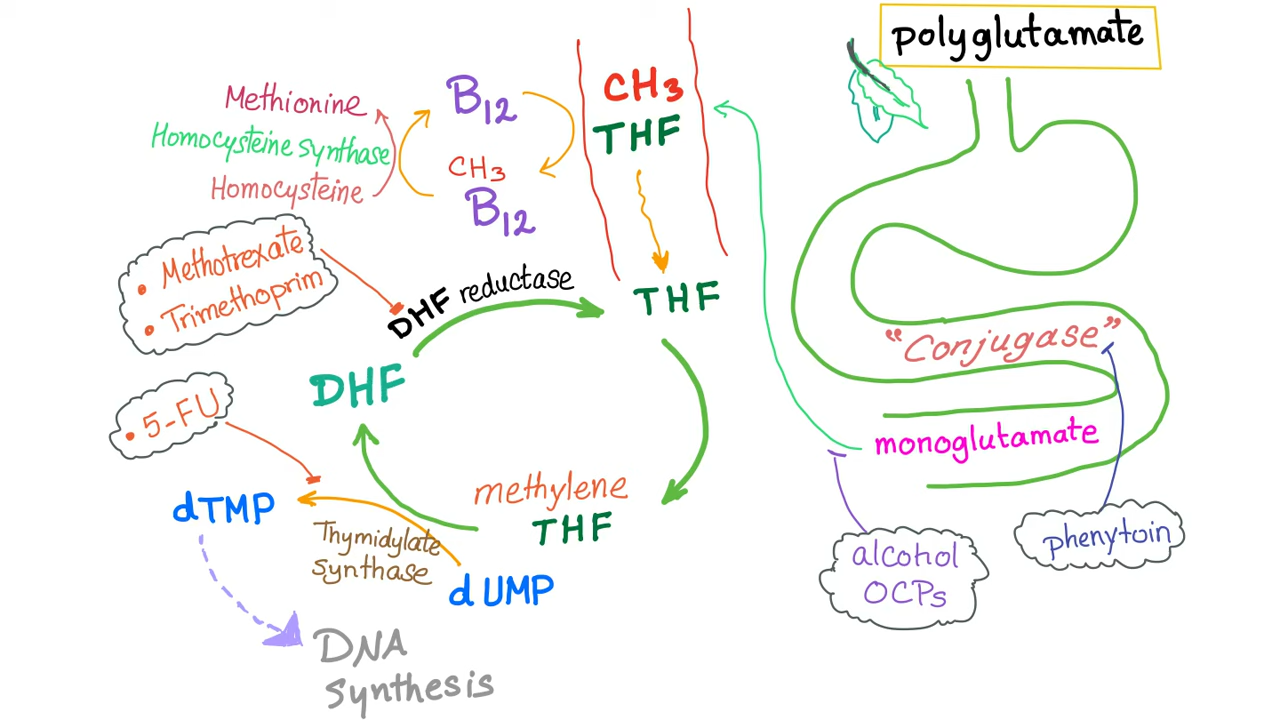 polyglutamate
CH3
THF
B12
Methionine
Homocysteine synthase
Homocysteine
CH3
B12
• Methotrexate
• Trimethoprim
DHF reductase
THF
"Conjugase"
DHF
• 5-FU
monoglutamate
methylene
THF
dTMP
Thymidylate
synthase
dUMP
alcohol
OCPs
phenytoin
DNA
Synthesis